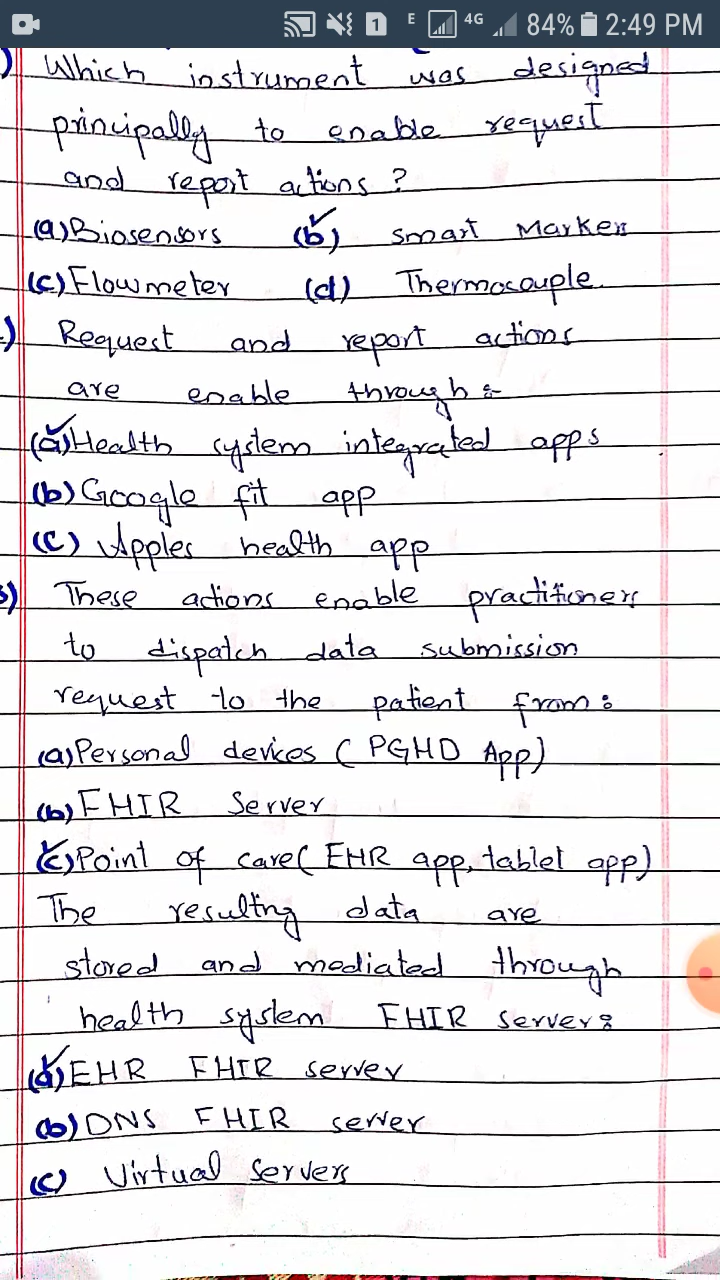 1 E 4G 84% 2:49 PM
) Which instrument was designed
principally to enable request
and report actions ?
(a) Biosensors (b) smart Markers
(c) Flowmeter (d) Thermocouple
) Request and report actions
are enable through :-
(a) Health system integrated apps
(b) Google fit app
(c) Apples health app
3) These actions enable practitioners
to dispatch data submission
request to the patient from :
(a) Personal devices ( PGHD App)
(b) FHIR Server
(c) Point of care( EHR app, tablet app)
The resulting data are
stored and mediated through
health system FHIR server :
(a) EHR FHIR server
(b) DNS FHIR server
(c) Virtual Servers